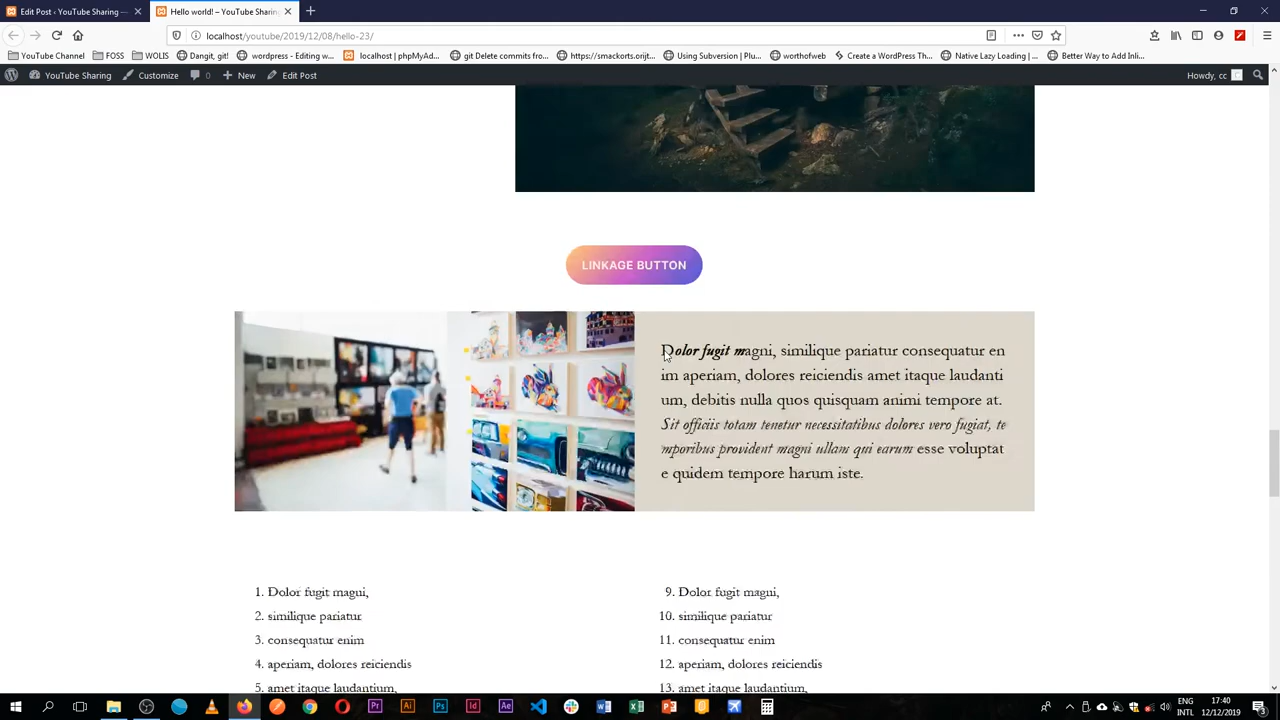 Edit Post ‹ YouTube Sharing —
Hello world! – YouTube Sharing
localhost/youtube/2019/12/08/hello-23/
YouTube Channel
FOSS
WOLIS
Dangit, git!
wordpress - Editing w...
localhost | phpMyAd...
git Delete commits fro...
https://smackorts.orijt...
Using Subversion | Plu...
worthofweb
Create a WordPress Th...
Native Lazy Loading | ...
Better Way to Add Inli...
YouTube Sharing
Customize
0
New
Edit Post
Howdy, cc
LINKAGE BUTTON
Dolor fugit magni, similique pariatur consequatur en
im aperiam, dolores reiciendis amet itaque laudanti
um, debitis nulla quos quisquam animi tempore at.
Sit officiis totam tenetur necessitatibus dolores vero fugiat, te
mporibus provident magni ullam qui earum esse voluptat
e quidem tempore harum iste.
1. Dolor fugit magni,
2. similique pariatur
3. consequatur enim
4. aperiam, dolores reiciendis
5. amet itaque laudantium,
9. Dolor fugit magni,
10. similique pariatur
11. consequatur enim
12. aperiam, dolores reiciendis
13. amet itaque laudantium,
ENG
INTL
17:40
12/12/2019